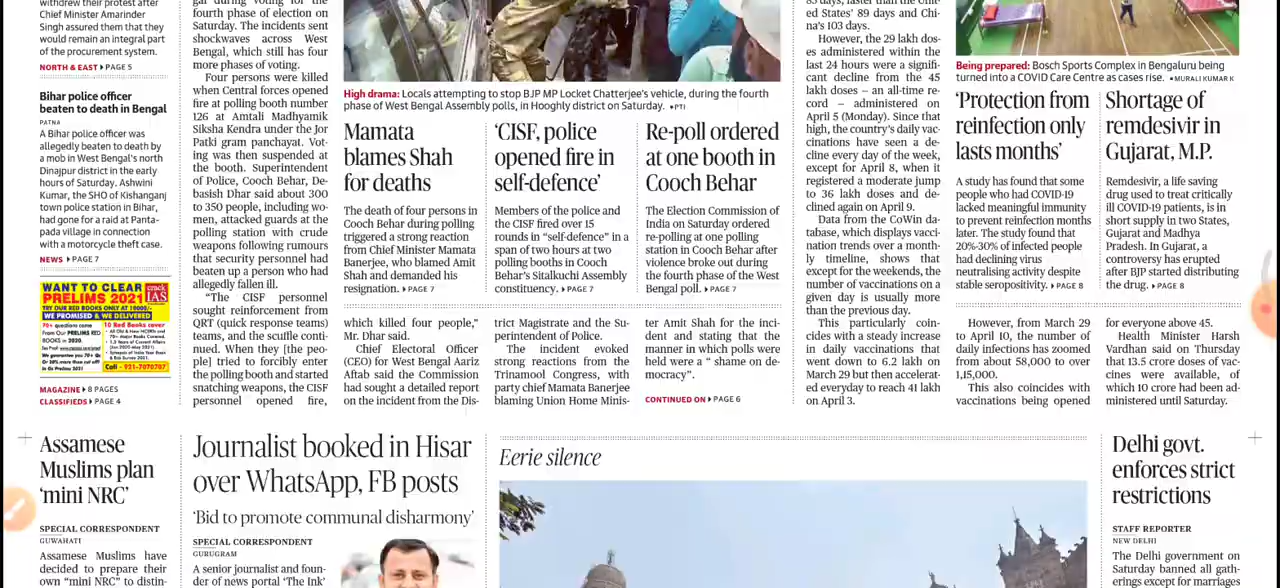 withdrew their protest after
Chief Minister Amarinder
Singh assured them that they
would remain an integral part
of the procurement system.
NORTH & EAST ▸ PAGE 5
Bihar police officer
beaten to death in Bengal
PATNA
A Bihar police officer was
allegedly beaten to death by
a mob in West Bengal's north
Dinajpur district in the early
hours of Saturday. Ashwini
Kumar, the SHO of Kishanganj
town police station in Bihar,
had gone for a raid at Panta-
pada village in connection
with a motorcycle theft case.
NEWS ▸ PAGE 7
WANT TO CLEAR
PRELIMS 2021
crack
IAS
TRY OUR RED BOOKS ONLY AT 10000/-
WE PROMISED & WE DELIVERED
70+ questions came
From Our PRELIMS RED
BOOKS in 2020.
10 Red Books cover
Call - 931-7070707
MAGAZINE ▸ 8 PAGES
CLASSIFIEDS ▸ PAGE 4
gal during voting for the
fourth phase of election on
Saturday. The incidents sent
shockwaves across West
Bengal, which still has four
more phases of voting.
Four persons were killed
when Central forces opened
fire at polling booth number
126 at Amtali Madhyamik
Siksha Kendra under the Jor
Patki gram panchayat. Vot-
ing was then suspended at
the booth. Superintendent
of Police, Cooch Behar, De-
basish Dhar said about 300
to 350 people, including wo-
men, attacked guards at the
polling station with crude
weapons following rumours
that security personnel had
beaten up a person who had
allegedly fallen ill.
"The CISF personnel
sought reinforcement from
QRT (quick response teams)
teams, and the scuffle conti-
nued. When they [the peo-
ple] tried to forcibly enter
the polling booth and started
snatching weapons, the CISF
personnel opened fire,
High drama: Locals attempting to stop BJP MP Locket Chatterjee's vehicle, during the fourth
phase of West Bengal Assembly polls, in Hooghly district on Saturday. ●PTI
Mamata
blames Shah
for deaths
The death of four persons in
Cooch Behar during polling
triggered a strong reaction
from Chief Minister Mamata
Banerjee, who blamed Amit
Shah and demanded his
resignation. ▸ PAGE 7
'CISF, police
opened fire in
self-defence'
Members of the police and
the CISF fired over 15
rounds in "self-defence" in a
span of two hours at two
polling booths in Cooch
Behar's Sitalkuchi Assembly
constituency. ▸ PAGE 7
Re-poll ordered
at one booth in
Cooch Behar
The Election Commission of
India on Saturday ordered
re-polling at one polling
station in Cooch Behar after
violence broke out during
the fourth phase of the West
Bengal poll. ▸ PAGE 7
which killed four people,"
Mr. Dhar said.
Chief Electoral Officer
(CEO) for West Bengal Aariz
Aftab said the Commission
had sought a detailed report
on the incident from the Dis-
trict Magistrate and the Su-
perintendent of Police.
The incident evoked
strong reactions from the
Trinamool Congress, with
party chief Mamata Banerjee
blaming Union Home Minis-
ter Amit Shah for the inci-
dent and stating that the
manner in which polls were
held were a " shame on de-
mocracy".
CONTINUED ON ▸ PAGE 6
85 days, faster than the Unit-
ed States' 89 days and Chi-
na's 103 days.
However, the 29 lakh dos-
es administered within the
last 24 hours were a signifi-
cant decline from the 45
lakh doses – an all-time re-
cord – administered on
April 5 (Monday). Since that
high, the country's daily vac-
cinations have seen a de-
cline every day of the week,
except for April 8, when it
registered a moderate jump
to 36 lakh doses and de-
clined again on April 9.
Data from the CoWin da-
tabase, which displays vacci-
nation trends over a month-
ly timeline, shows that
except for the weekends, the
number of vaccinations on a
given day is usually more
than the previous day.
This particularly coin-
cides with a steady increase
in daily vaccinations that
went down to 6.2 lakh on
March 29 but then accelerat-
ed everyday to reach 41 lakh
on April 3.
Being prepared: Bosch Sports Complex in Bengaluru being
turned into a COVID Care Centre as cases rise. ●MURALI KUMAR K
'Protection from
reinfection only
lasts months'
A study has found that some
people who had COVID-19
lacked meaningful immunity
to prevent reinfection months
later. The study found that
20%-30% of infected people
had declining virus
neutralising activity despite
stable seropositivity. ▸ PAGE 8
Shortage of
remdesivir in
Gujarat, M.P.
Remdesivir, a life saving
drug used to treat critically
ill COVID-19 patients, is in
short supply in two States,
Gujarat and Madhya
Pradesh. In Gujarat, a
controversy has erupted
after BJP started distributing
the drug. ▸ PAGE 8
However, from March 29
to April 10, the number of
daily infections has zoomed
from about 58,000 to over
1,15,000.
This also coincides with
vaccinations being opened
for everyone above 45.
Health Minister Harsh
Vardhan said on Thursday
that 13.5 crore doses of vac-
cines were available, of
which 10 crore had been ad-
ministered until Saturday.
Assamese
Muslims plan
'mini NRC'
SPECIAL CORRESPONDENT
GUWAHATI
Assamese Muslims have
decided to prepare their
own "mini NRC" to distin-
Journalist booked in Hisar
over WhatsApp, FB posts
'Bid to promote communal disharmony'
SPECIAL CORRESPONDENT
GURUGRAM
A senior journalist and foun-
der of news portal 'The Ink'
Eerie silence
Delhi govt.
enforces strict
restrictions
STAFF REPORTER
NEW DELHI
The Delhi government on
Saturday banned all gath-
erings except for marriages